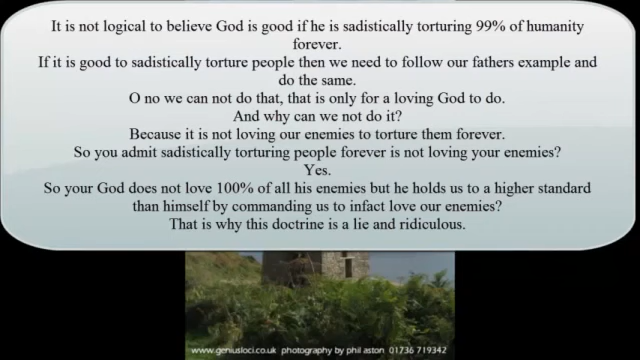 It is not logical to believe God is good if he is sadistically torturing 99% of humanity
forever.
If it is good to sadistically torture people then we need to follow our fathers example and
do the same.
O no we can not do that, that is only for a loving God to do.
And why can we not do it?
Because it is not loving our enemies to torture them forever.
So you admit sadistically torturing people forever is not loving your enemies?
Yes.
So your God does not love 100% of all his enemies but he holds us to a higher standard
than himself by commanding us to infact love our enemies?
That is why this doctrine is a lie and ridiculous.
www.geniusloci.co.uk photography by phil aston 01736 719342